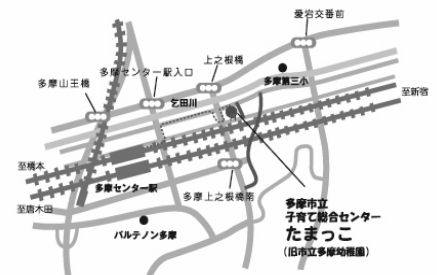 愛宕交番前
上之根橋
多摩センター駅入口
多摩第三小
多摩山王橋
乞田川
至新宿
至橋本
多摩センター駅
多摩上之根橋南
至唐木田
パルテノン多摩
多摩市立
子育て総合センター
たまっこ
(旧市立多摩幼稚園)